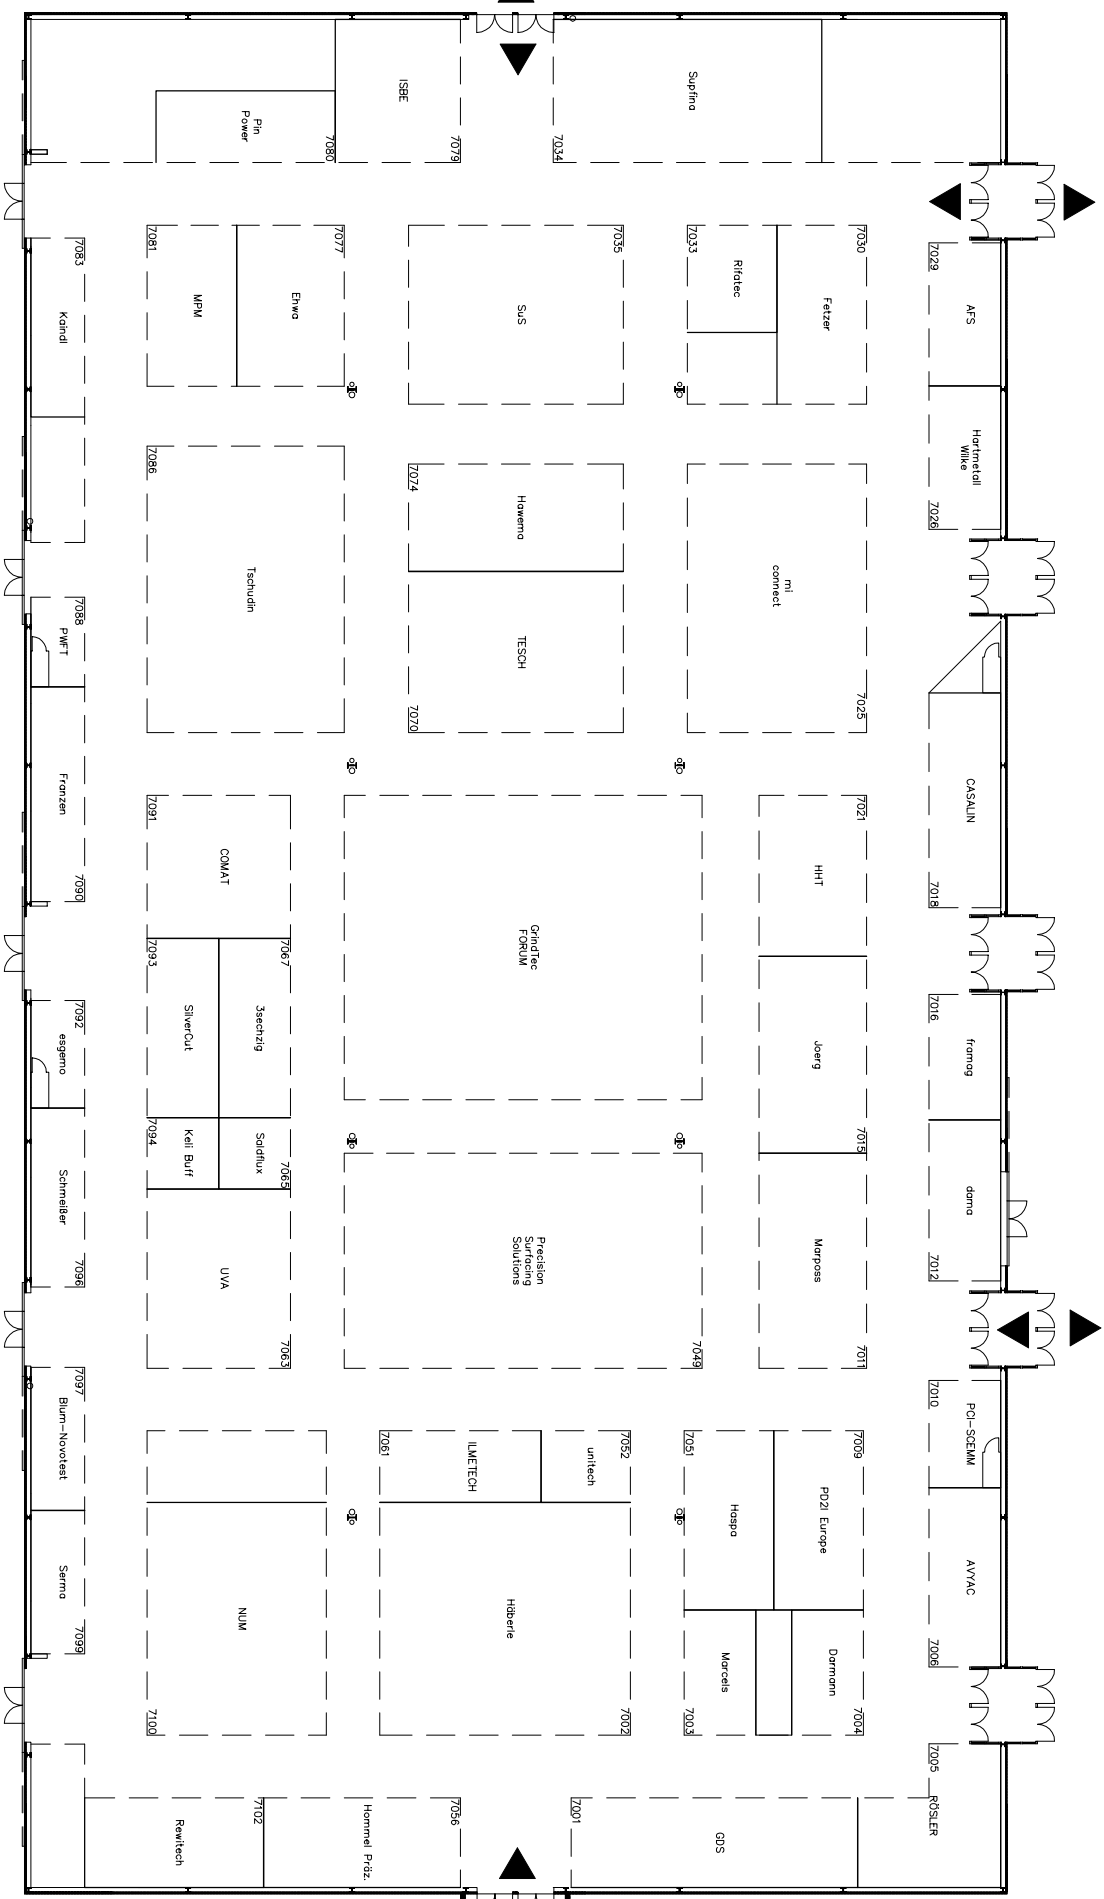 ISBE
7079
Pin
Power
7080
Supfina
7034
7081
MPM
7077
Ehwa
7035
SuS
7033
Rifatec
7030
Fetzer
7029
AFS
7083
Kaindl
Hartmetall
Wilke
7026
7086
Tschudin
7074
Hawema
TESCH
7070
mi
connect
7025
7088
PWFT
Franzen
7090
CASALIN
7018
7091
COMAT
7093
SilverCut
7067
3sechzig
7094
Keli Buff
Saldflux
7065
UVA
7063
GrindTec
FORUM
7021
HHT
Joerg
7015
Marposs
7011
7016
framag
dama
7012
7092
esgemo
Schmeißer
7096
Precision
Surfacing
Solutions
7049
7097
Blum-Novotest
Serma
7099
7061
ILMETECH
7052
unitech
7051
Haspa
7009
PD2i Europe
7010
PCI-SCEMM
AVYAC
7006
NUM
7100
Häberle
7002
Marcels
7003
Darmann
7004
7005
RÖSLER
Rewitech
7102
Hommel Präz.
7056
7001
GDS